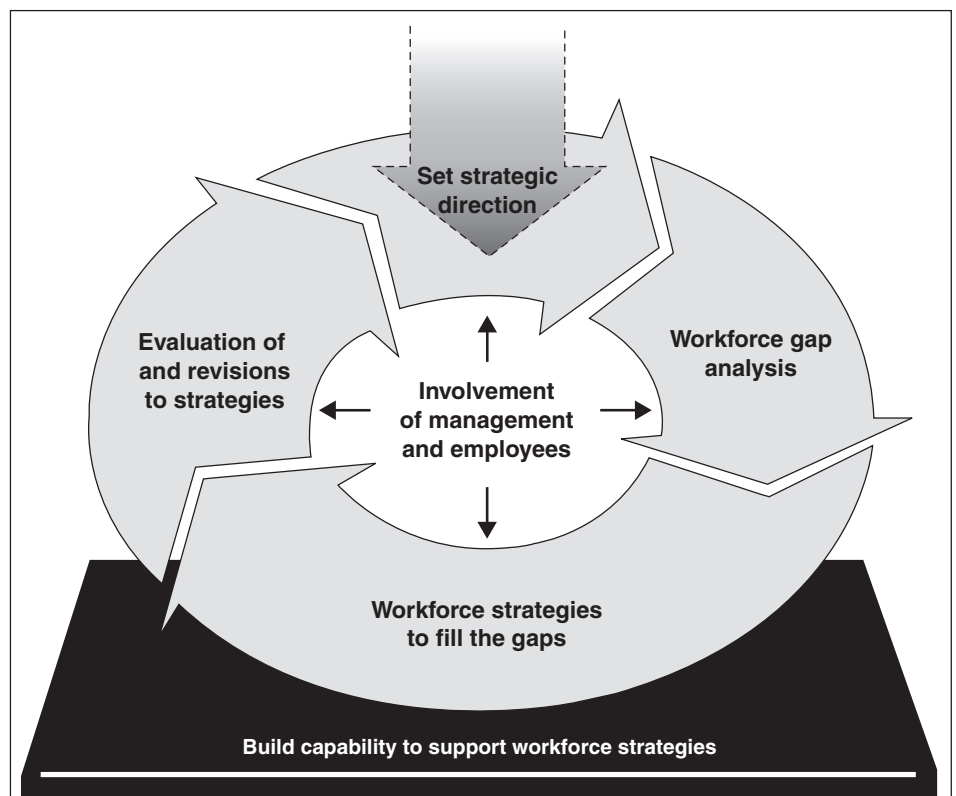 Set strategic
direction
Workforce gap
analysis
Evaluation of
and revisions
to strategies
Involvement
of management
and employees
Workforce strategies
to fill the gaps
Build capability to support workforce strategies